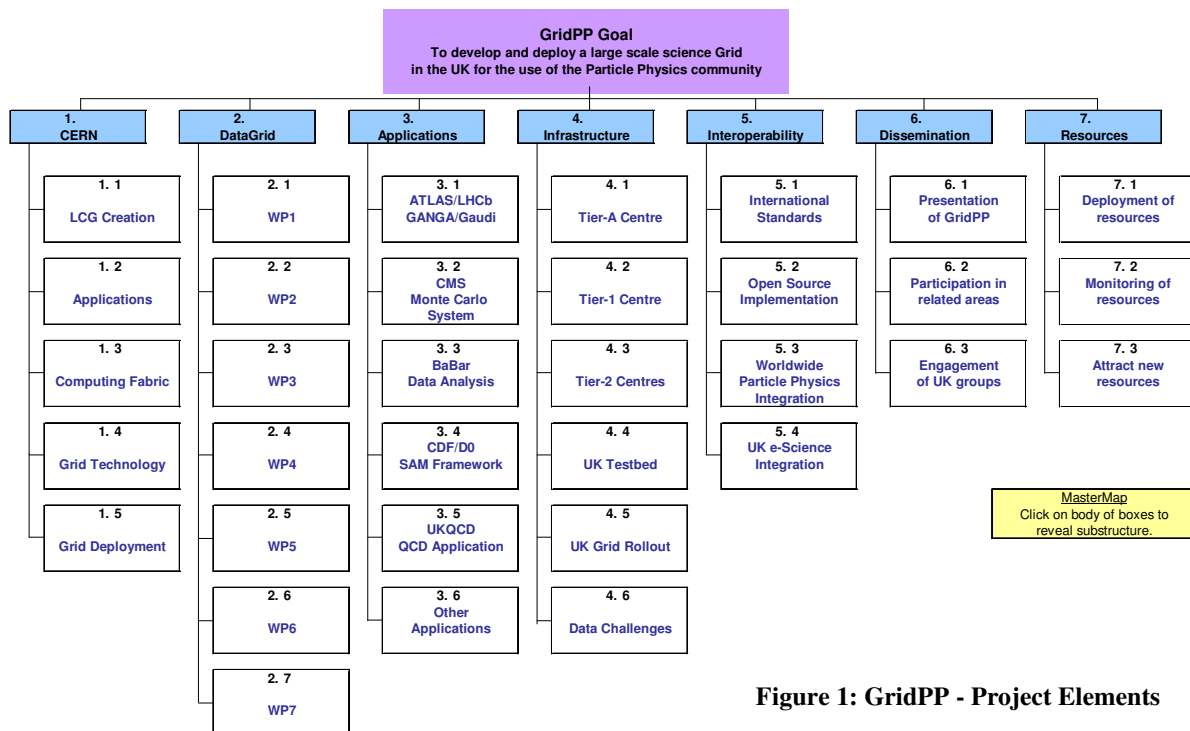 GridPP Goal
To develop and deploy a large scale science Grid
in the UK for the use of the Particle Physics community
1.
CERN
2.
DataGrid
3.
Applications
4.
Infrastructure
5.
Interoperability
6.
Dissemination
7.
Resources
1. 1
LCG Creation
1. 2
Applications
1. 3
Computing Fabric
1. 4
Grid Technology
1. 5
Grid Deployment
2. 1
WP1
2. 2
WP2
2. 3
WP3
2. 4
WP4
2. 5
WP5
2. 6
WP6
2. 7
WP7
3. 1
ATLAS/LHCb
GANGA/Gaudi
3. 2
CMS
Monte Carlo
System
3. 3
BaBar
Data Analysis
3. 4
CDF/D0
SAM Framework
3. 5
UKQCD
QCD Application
3. 6
Other
Applications
4. 1
Tier-A Centre
4. 2
Tier-1 Centre
4. 3
Tier-2 Centres
4. 4
UK Testbed
4. 5
UK Grid Rollout
4. 6
Data Challenges
5. 1
International
Standards
5. 2
Open Source
Implementation
5. 3
Worldwide
Particle Physics
Integration
5. 4
UK e-Science
Integration
6. 1
Presentation
of GridPP
6. 2
Participation in
related areas
6. 3
Engagement
of UK groups
7. 1
Deployment of
resources
7. 2
Monitoring of
resources
7. 3
Attract new
resources
MasterMap
Click on body of boxes to
reveal substructure.
Figure 1: GridPP - Project Elements